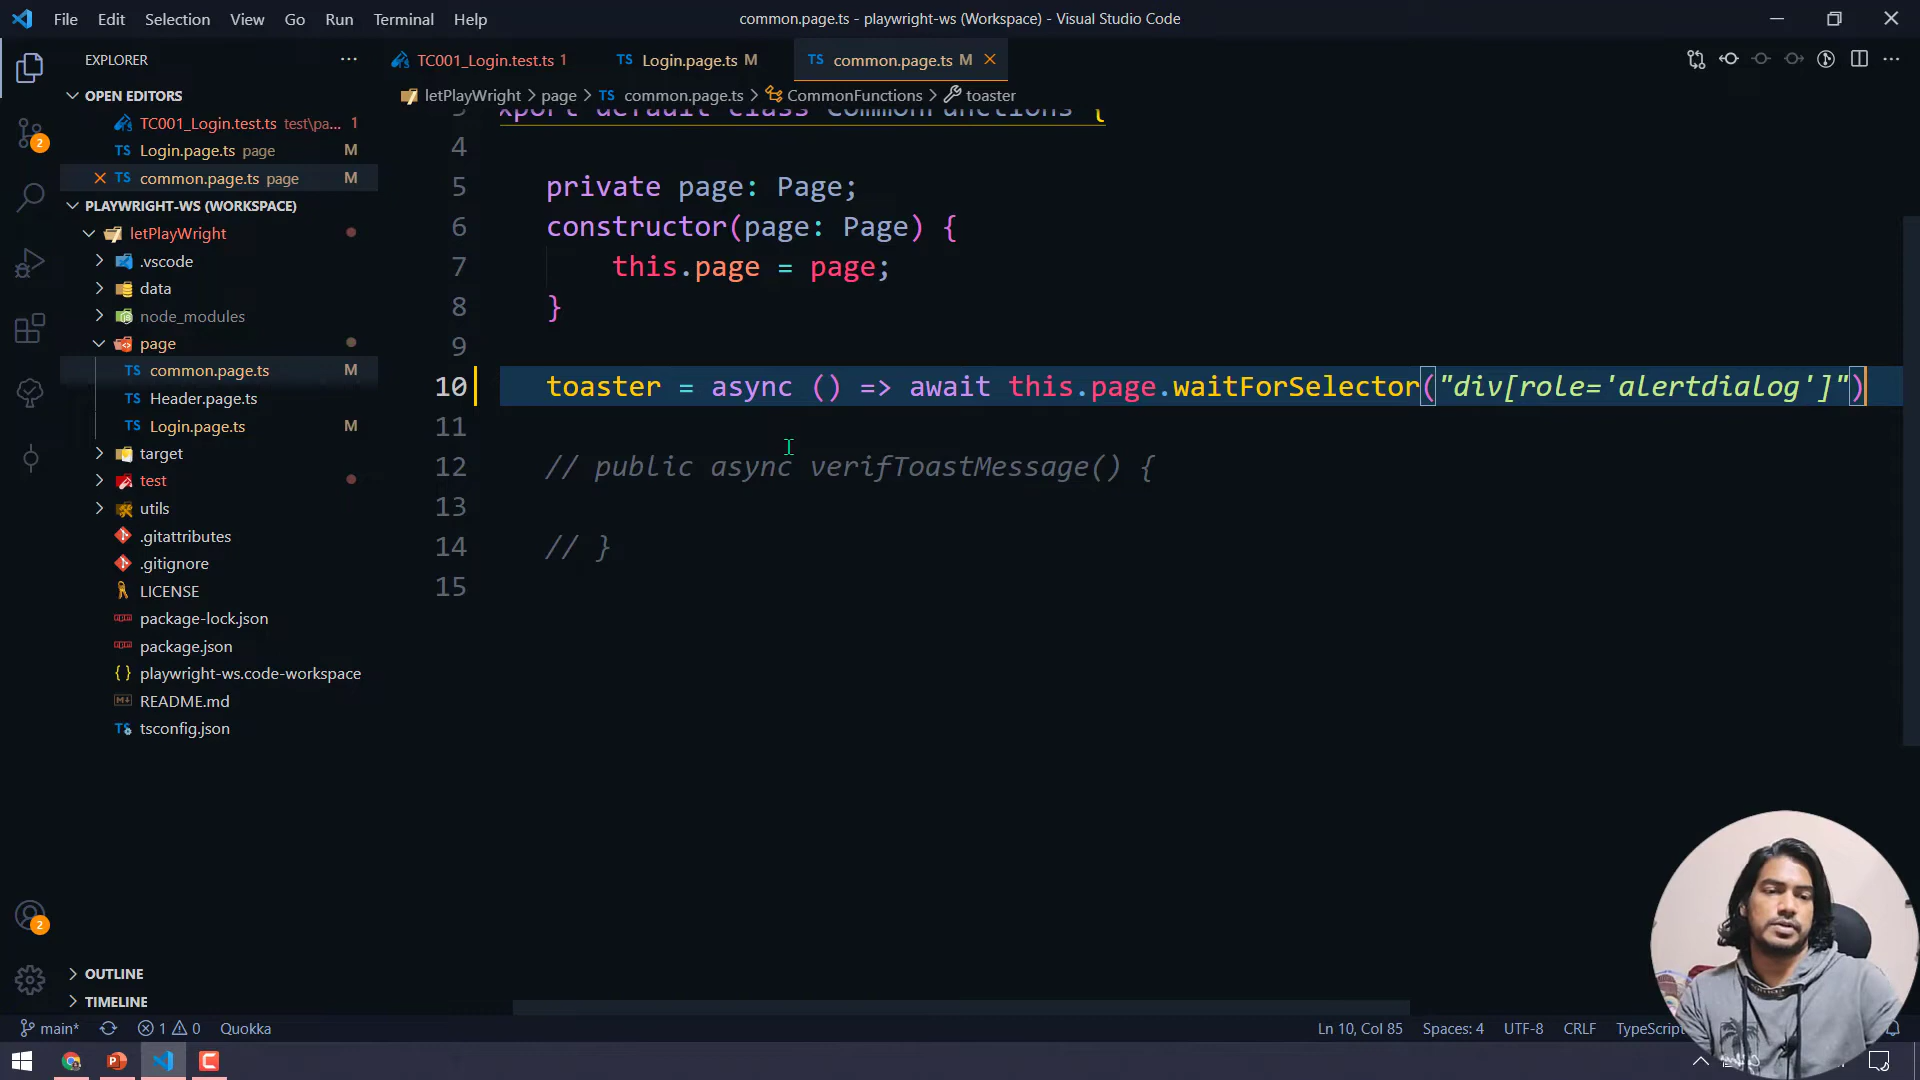 File Edit Selection View Go Run Terminal Help
common.page.ts - playwright-ws (Workspace) - Visual Studio Code
EXPLORER
TC001_Login.test.ts 1
Login.page.ts M
common.page.ts M
OPEN EDITORS
TC001_Login.test.ts test\pa... 1
Login.page.ts page M
common.page.ts page M
PLAYWRIGHT-WS (WORKSPACE)
letPlayWright
.vscode
data
node_modules
page
common.page.ts M
Header.page.ts
Login.page.ts M
target
test
utils
.gitattributes
.gitignore
LICENSE
package-lock.json
package.json
playwright-ws.code-workspace
README.md
tsconfig.json
OUTLINE
TIMELINE
letPlayWright > page > TS common.page.ts > CommonFunctions > toaster
3 xport default class CommonFunctions {
4
5 private page: Page;
6 constructor(page: Page) {
7 this.page = page;
8 }
9
10 toaster = async () => await this.page.waitForSelector("div[role='alertdialog']")
11
12 // public async verifToastMessage() {
13
14 // }
15
2
2
main* 1 0 Quokka
Ln 10, Col 85 Spaces: 4 UTF-8 CRLF TypeScript